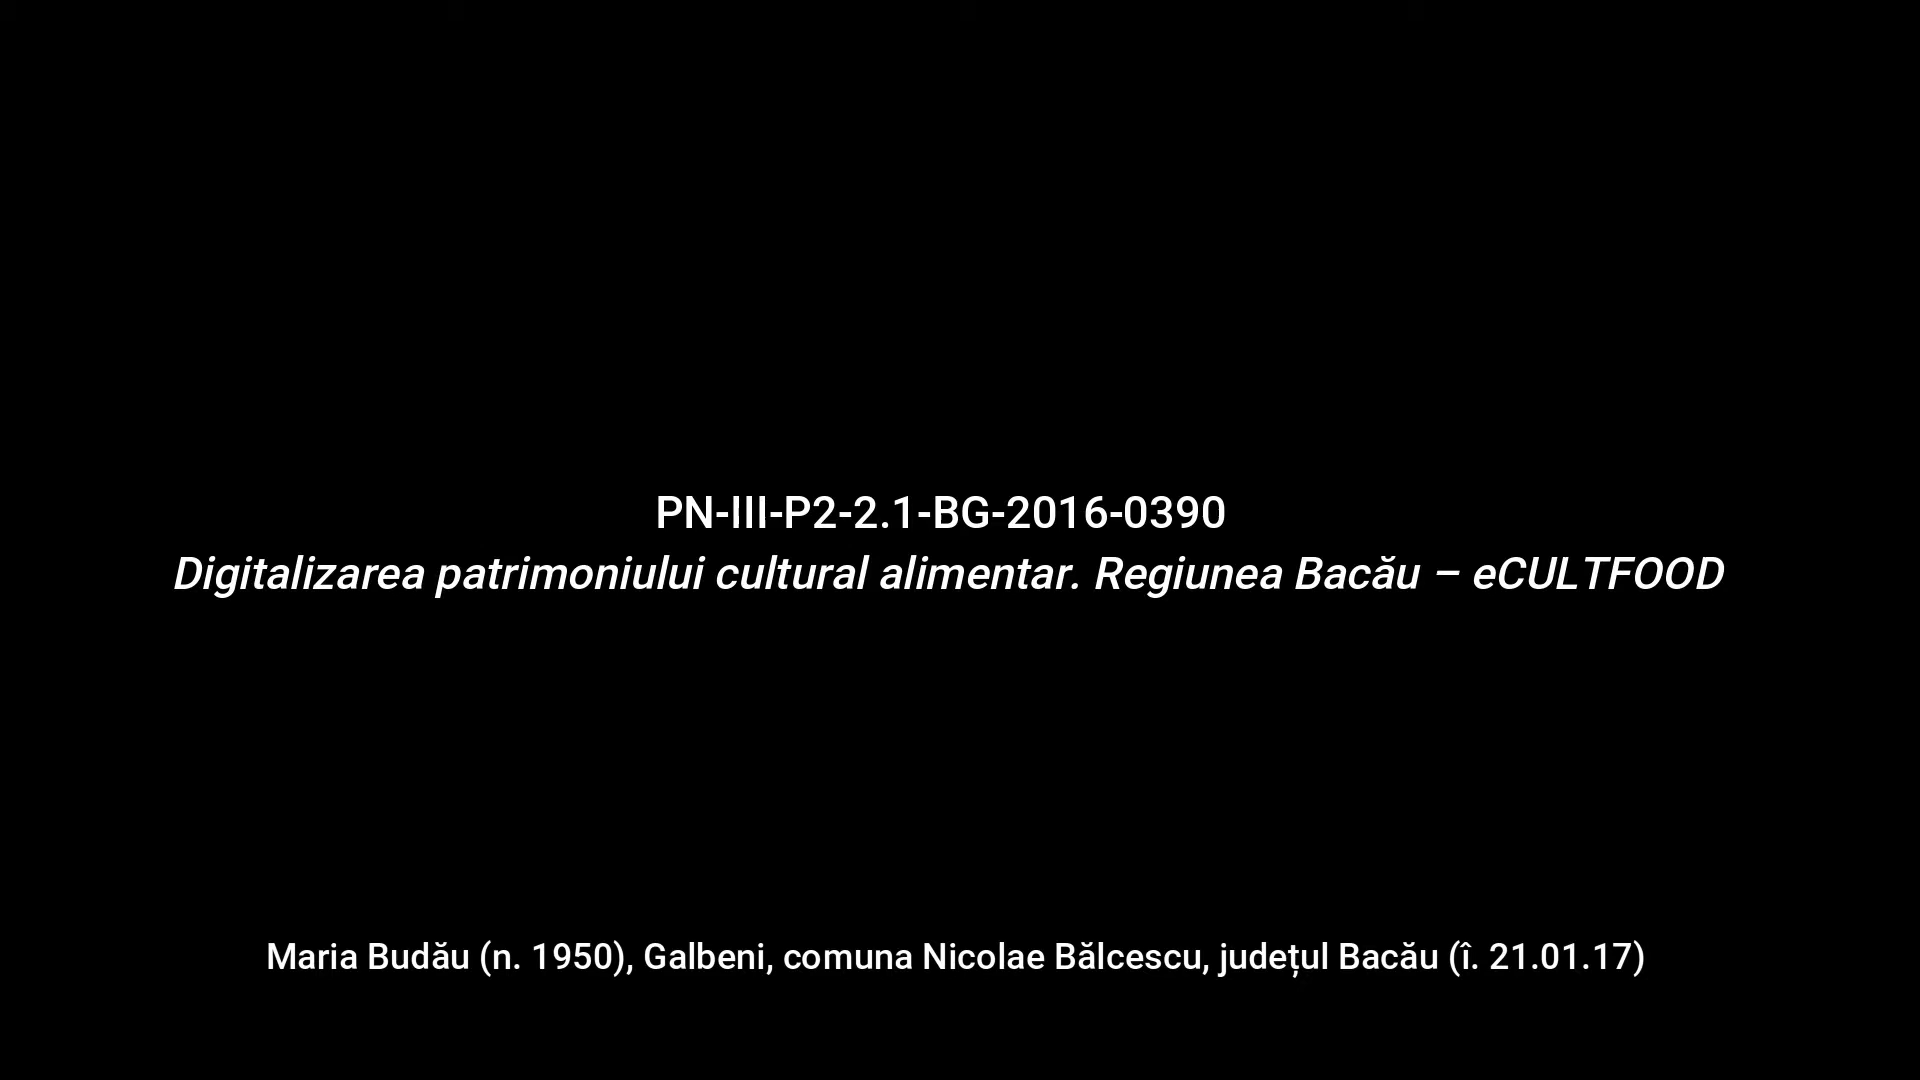 PN-III-P2-2.1-BG-2016-0390
Digitalizarea patrimoniului cultural alimentar. Regiunea Bacău – eCULTFOOD
Maria Budău (n. 1950), Galbeni, comuna Nicolae Bălcescu, județul Bacău (î. 21.01.17)